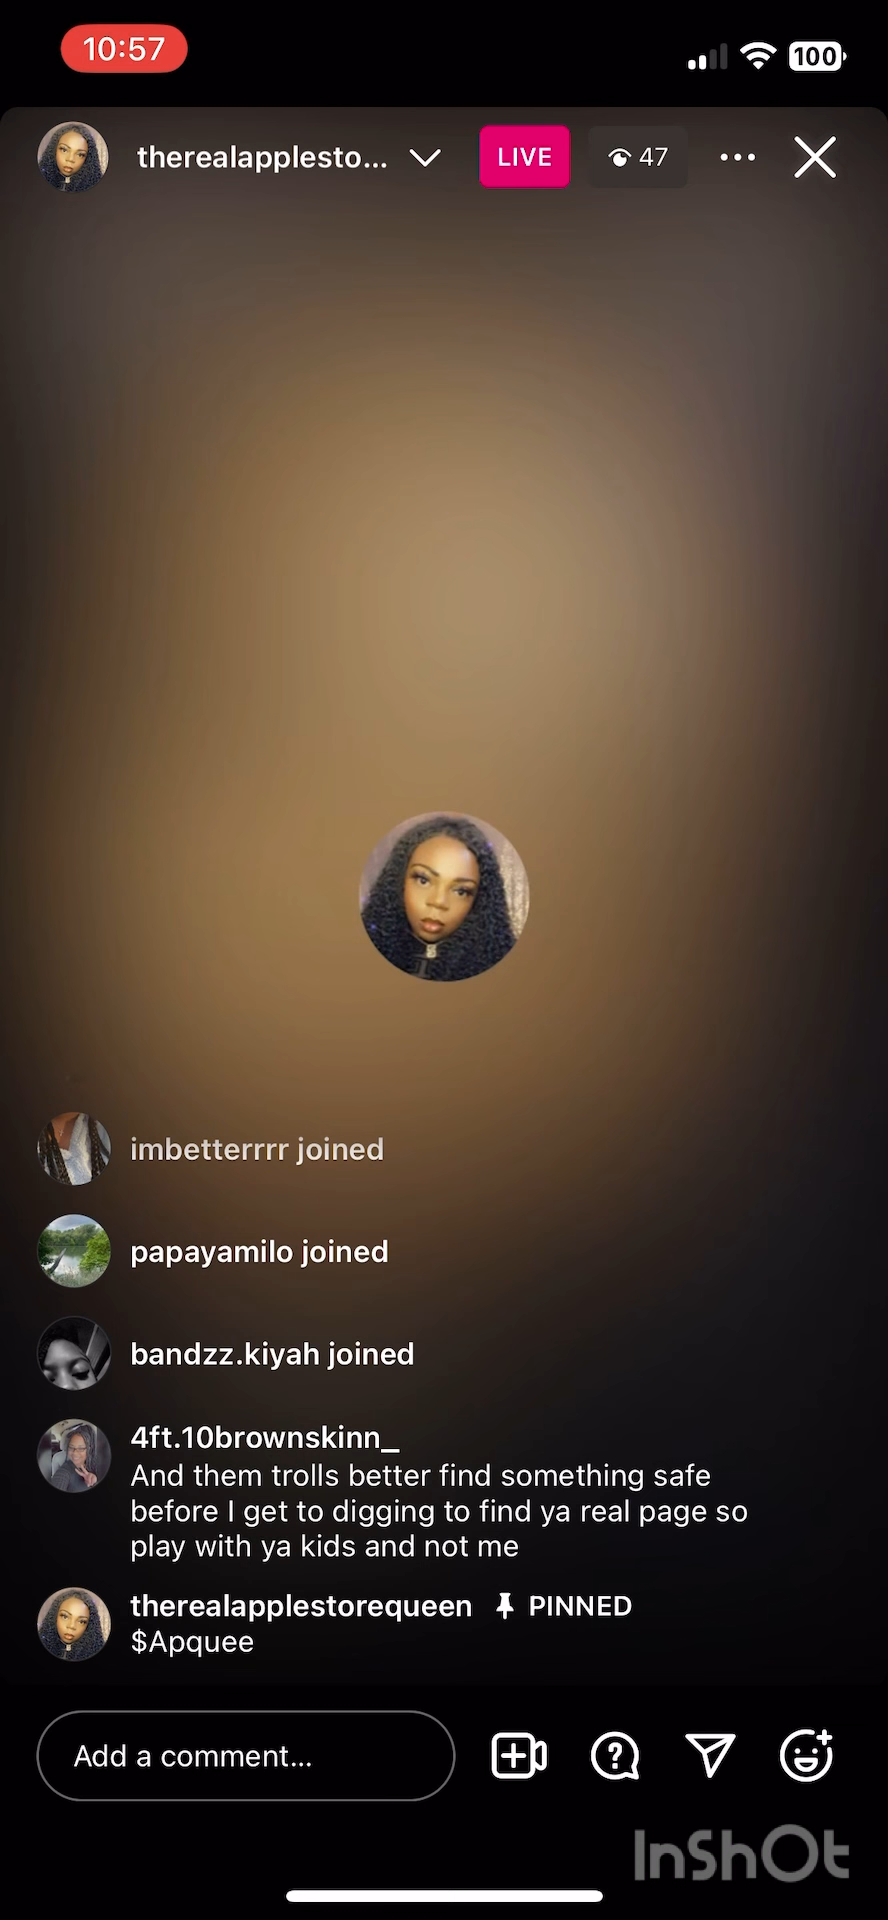 10:57
100
therealapplesto...
LIVE
47
imbetterrrr joined
papayamilo joined
bandzz.kiyah joined
4ft.10brownskinn_
And them trolls better find something safe
before I get to digging to find ya real page so
play with ya kids and not me
therealapplestorequeen PINNED
$Apquee
Add a comment...
InShOt